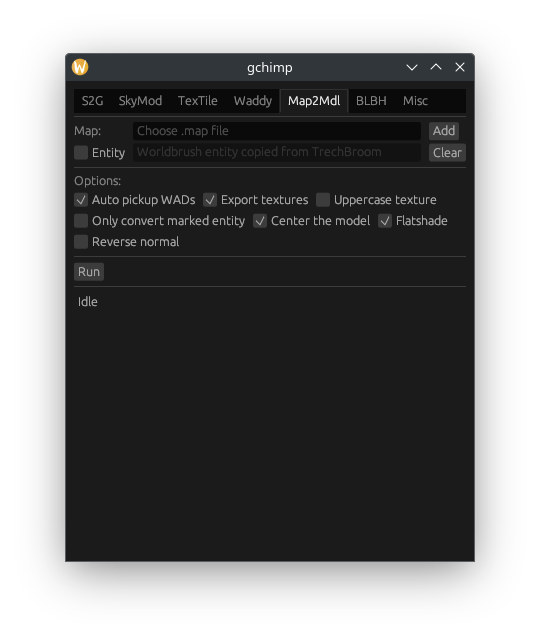 gchimp
S2G SkyMod TexTile Waddy Map2Mdl BLBH Misc
Map: Choose .map file Add
Entity Worldbrush entity copied from TrechBroom Clear
Options:
Auto pickup WADs Export textures Uppercase texture
Only convert marked entity Center the model Flatshade
Reverse normal
Run
Idle